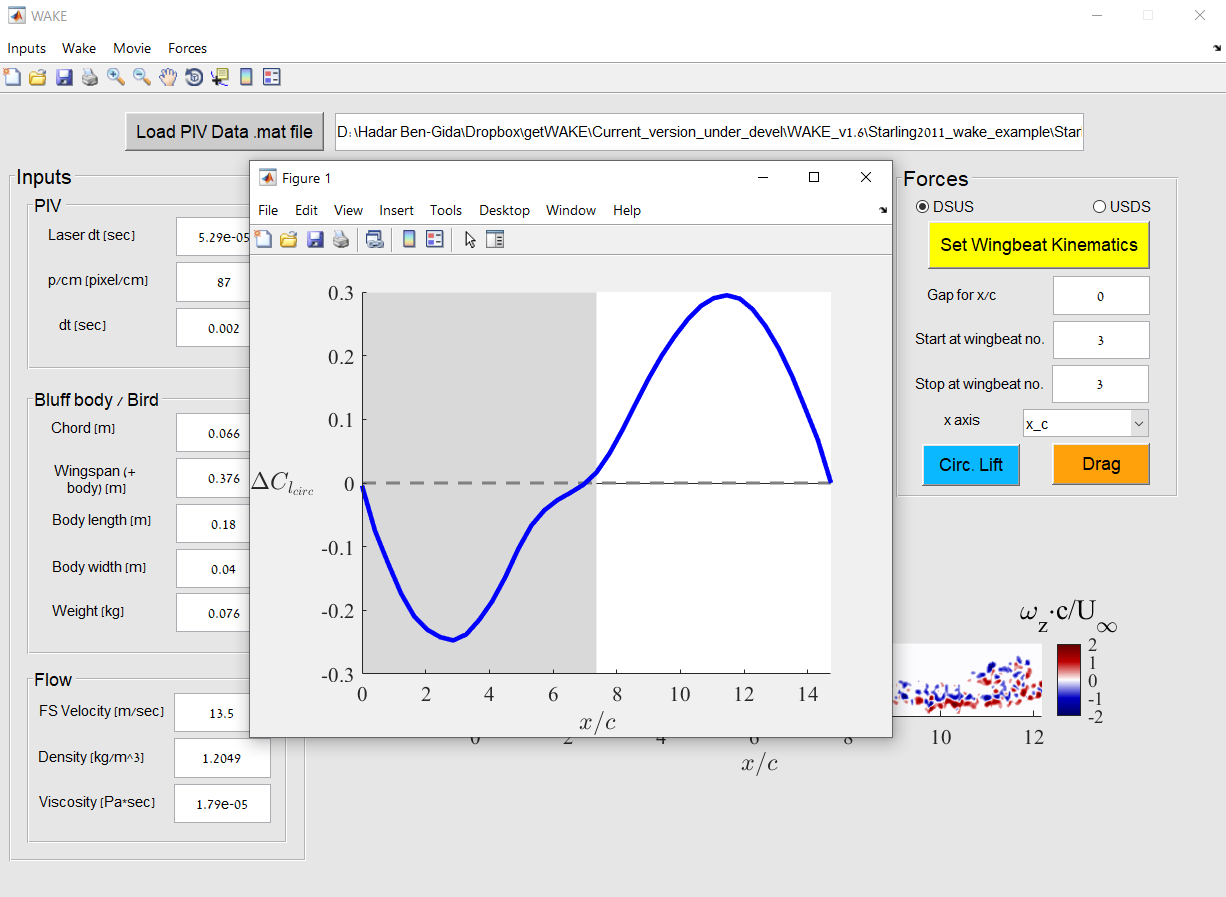 WAKE
Inputs Wake Movie Forces
Load PIV Data .mat file
D:\Hadar Ben-Gida\Dropbox\getWAKE\Current_version_under_devel\WAKE_v1.6\Starling2011_wake_example\Star
Inputs
PIV
Laser dt [sec] 5.29e-05
p/cm [pixel/cm] 87
dt [sec] 0.002
Bluff body / Bird
Chord [m] 0.066
Wingspan (+
body) [m] 0.376
Body length [m] 0.18
Body width [m] 0.04
Weight [kg] 0.076
Flow
FS Velocity [m/sec] 13.5
Density [kg/m^3] 1.2049
Viscosity [Pa*sec] 1.79e-05
Figure 1
File Edit View Insert Tools Desktop Window Help
0.3
0.2
0.1
0
-0.1
-0.2
-0.3
ΔC_{l_{circ}}
0 2 4 6 8 10 12 14
x/c
Forces
DSUS USDS
Set Wingbeat Kinematics
Gap for x/c 0
Start at wingbeat no. 3
Stop at wingbeat no. 3
x axis x_c
Circ. Lift Drag
ω_z·c/U_∞
2
1
0
-1
-2
0 2 4 6 8 10 12
x/c